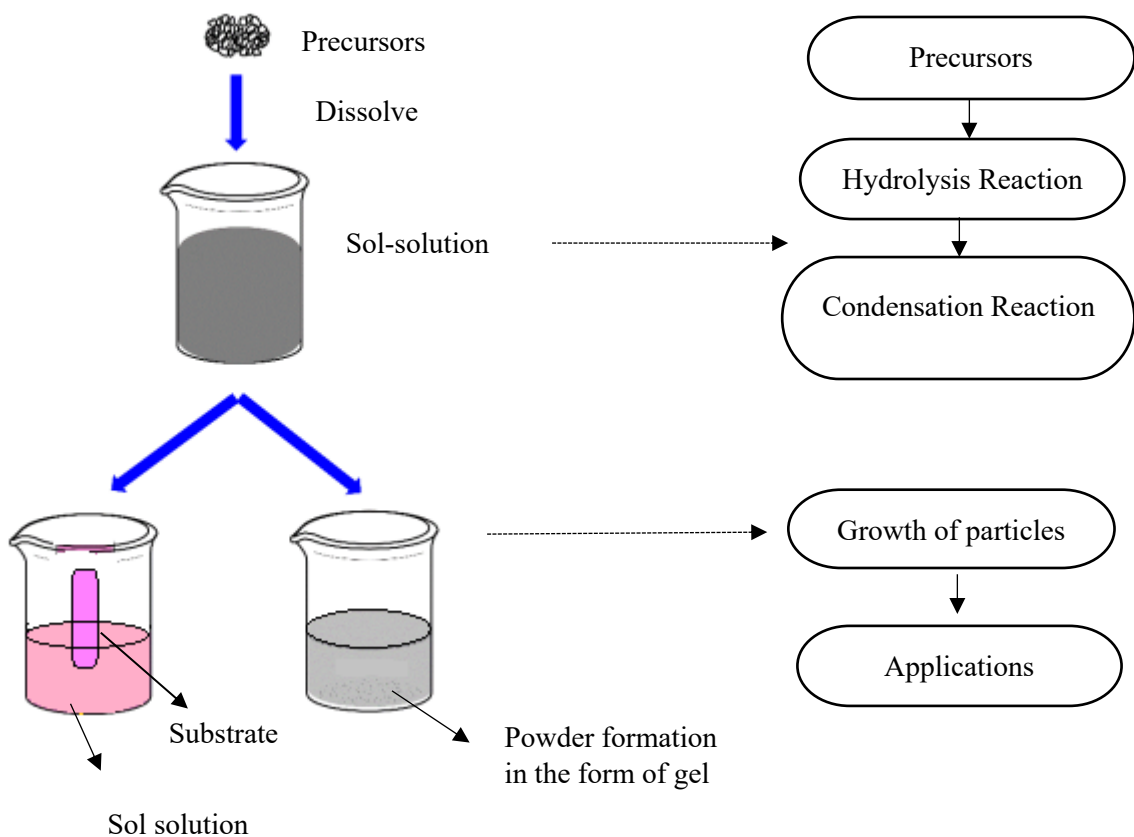 Precursors
Dissolve
Sol-solution
Substrate
Sol solution
Powder formation
in the form of gel
Precursors
Hydrolysis Reaction
Condensation Reaction
Growth of particles
Applications